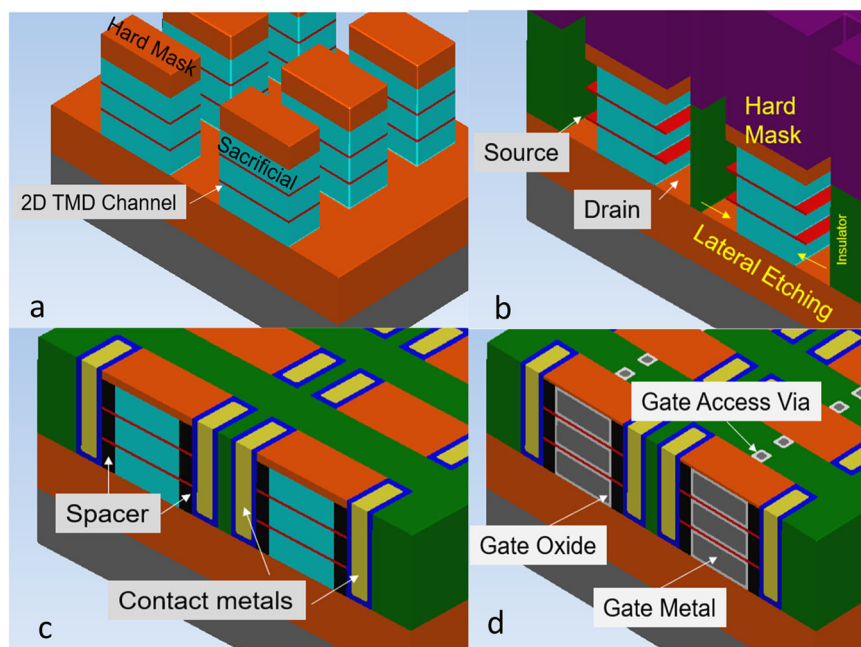 Hard Mask
Sacrificial
2D TMD Channel
a
Hard
Mask
Source
Drain
Insulator
Lateral Etching
b
Spacer
Contact metals
c
Gate Access Via
Gate Oxide
Gate Metal
d